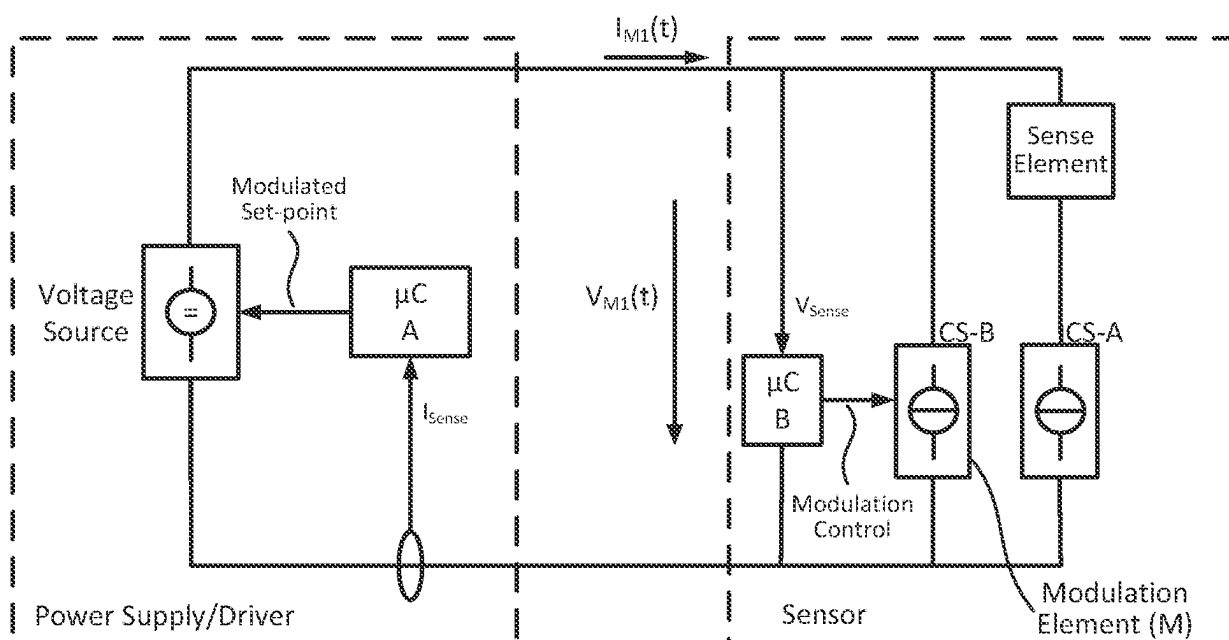 I_M1(t)
Sense
Element
Modulated
Set-point
Voltage
Source
=
µC
A
V_M1(t)
V_Sense
CS-B
CS-A
µC
B
I_Sense
Modulation
Control
Power Supply/Driver
Sensor
Modulation
Element (M)